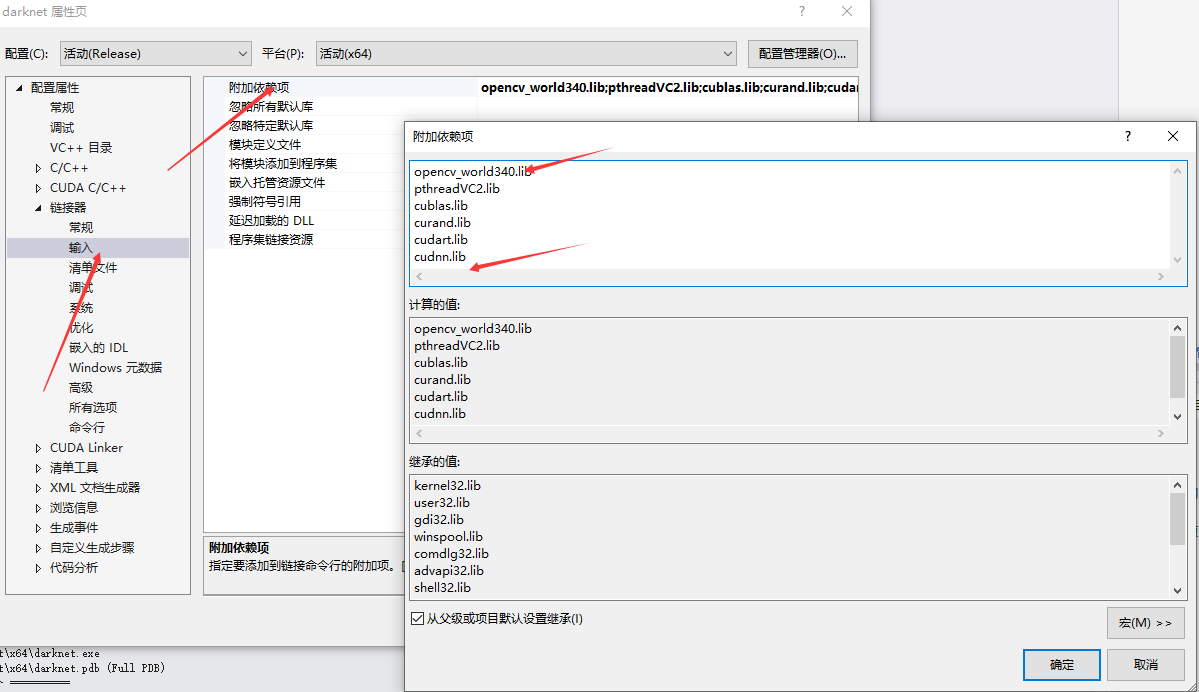 darknet 属性页
配置(C):
活动(Release)
平台(P):
活动(x64)
配置管理器(O)...
配置属性
常规
调试
VC++ 目录
C/C++
CUDA C/C++
链接器
常规
输入
清单文件
调试
系统
优化
嵌入的 IDL
Windows 元数据
高级
所有选项
命令行
CUDA Linker
清单工具
XML 文档生成器
浏览信息
生成事件
自定义生成步骤
代码分析
附加依赖项
opencv_world340.lib;pthreadVC2.lib;cublas.lib;curand.lib;cudar
忽略所有默认库
忽略特定默认库
模块定义文件
将模块添加到程序集
嵌入托管资源文件
强制符号引用
延迟加载的 DLL
程序集链接资源
附加依赖项
指定要添加到链接命令行的附加项。
附加依赖项
opencv_world340.lib
pthreadVC2.lib
cublas.lib
curand.lib
cudart.lib
cudnn.lib
计算的值:
opencv_world340.lib
pthreadVC2.lib
cublas.lib
curand.lib
cudart.lib
cudnn.lib
继承的值:
kernel32.lib
user32.lib
gdi32.lib
winspool.lib
comdlg32.lib
advapi32.lib
shell32.lib
从父级或项目默认设置继承(I)
宏(M) >>
确定
取消
t\x64\darknet.exe
t\x64\darknet.pdb (Full PDB)